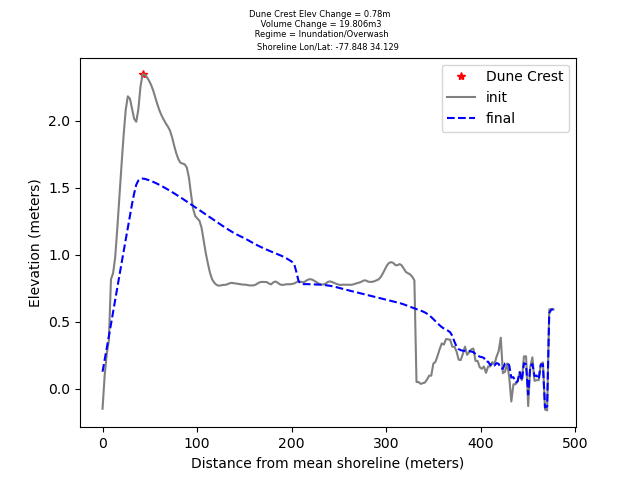 Dune Crest Elev Change = 0.78m
Volume Change = 19.806m3
Regime = Inundation/Overwash
Shoreline Lon/Lat: -77.848 34.129
Dune Crest
init
final
2.0
1.5
1.0
0.5
0.0
Elevation (meters)
0 100 200 300 400 500
Distance from mean shoreline (meters)